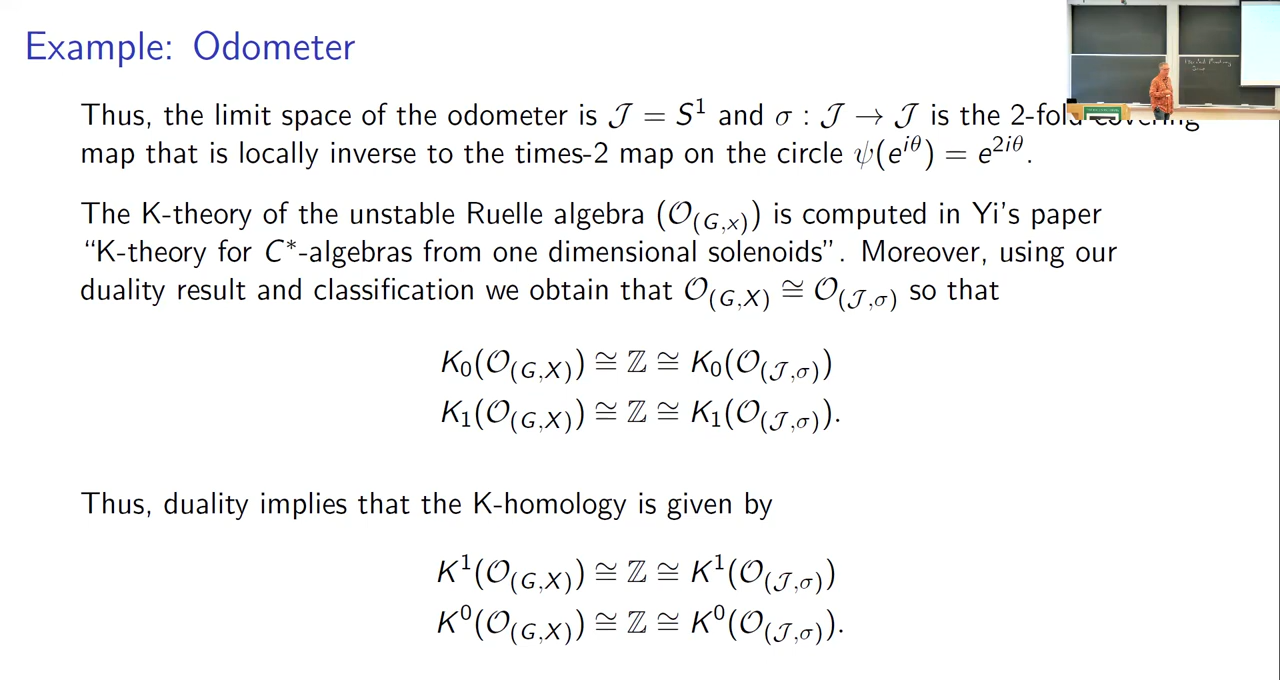 Example: Odometer
Thus, the limit space of the odometer is 𝒥 = S¹ and σ : 𝒥 → 𝒥 is the 2-fold covering
map that is locally inverse to the times-2 map on the circle ψ(e^{iθ}) = e^{2iθ}.
The K-theory of the unstable Ruelle algebra (𝒪_{(G,x)}) is computed in Yi's paper
"K-theory for C*-algebras from one dimensional solenoids". Moreover, using our
duality result and classification we obtain that 𝒪_{(G,X)} ≅ 𝒪_{(𝒥,σ)} so that
K₀(𝒪_{(G,X)}) ≅ ℤ ≅ K₀(𝒪_{(𝒥,σ)})
K₁(𝒪_{(G,X)}) ≅ ℤ ≅ K₁(𝒪_{(𝒥,σ)}).
Thus, duality implies that the K-homology is given by
K¹(𝒪_{(G,X)}) ≅ ℤ ≅ K¹(𝒪_{(𝒥,σ)})
K⁰(𝒪_{(G,X)}) ≅ ℤ ≅ K⁰(𝒪_{(𝒥,σ)}).